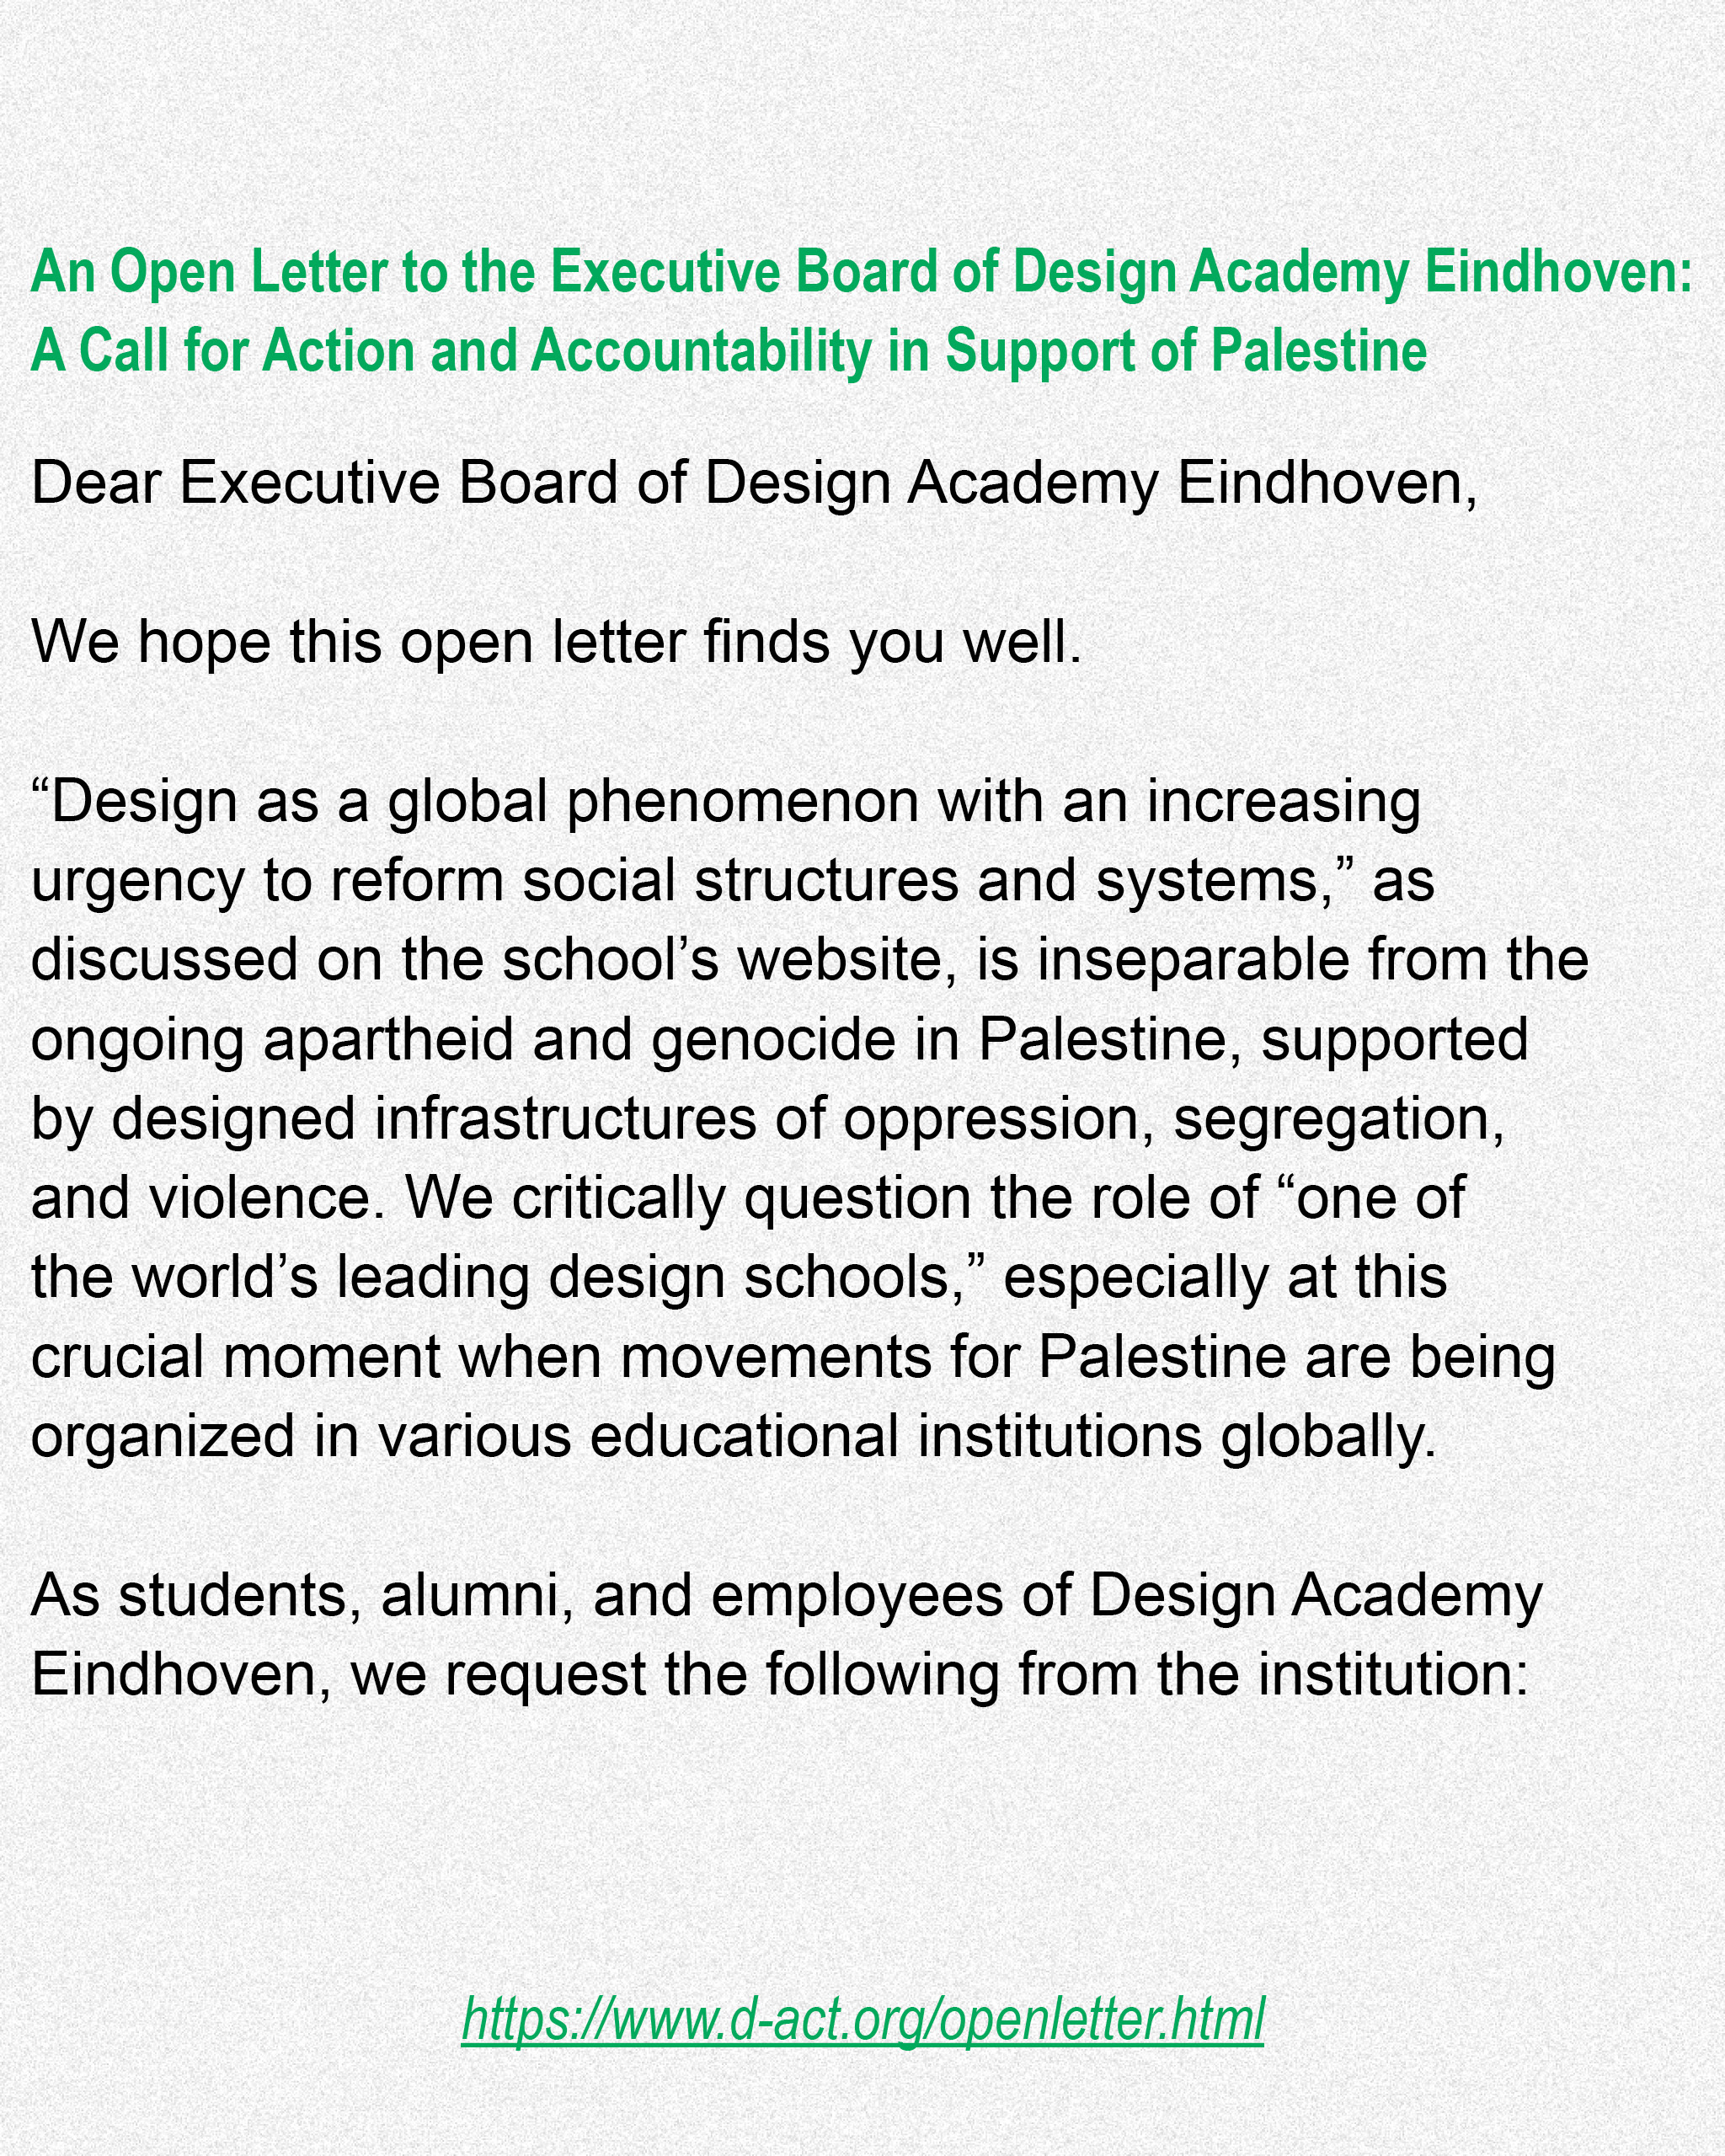 An Open Letter to the Executive Board of Design Academy Eindhoven:
A Call for Action and Accountability in Support of Palestine
Dear Executive Board of Design Academy Eindhoven,
We hope this open letter finds you well.
“Design as a global phenomenon with an increasing
urgency to reform social structures and systems,” as
discussed on the school’s website, is inseparable from the
ongoing apartheid and genocide in Palestine, supported
by designed infrastructures of oppression, segregation,
and violence. We critically question the role of “one of
the world’s leading design schools,” especially at this
crucial moment when movements for Palestine are being
organized in various educational institutions globally.
As students, alumni, and employees of Design Academy
Eindhoven, we request the following from the institution:
https://www.d-act.org/openletter.html